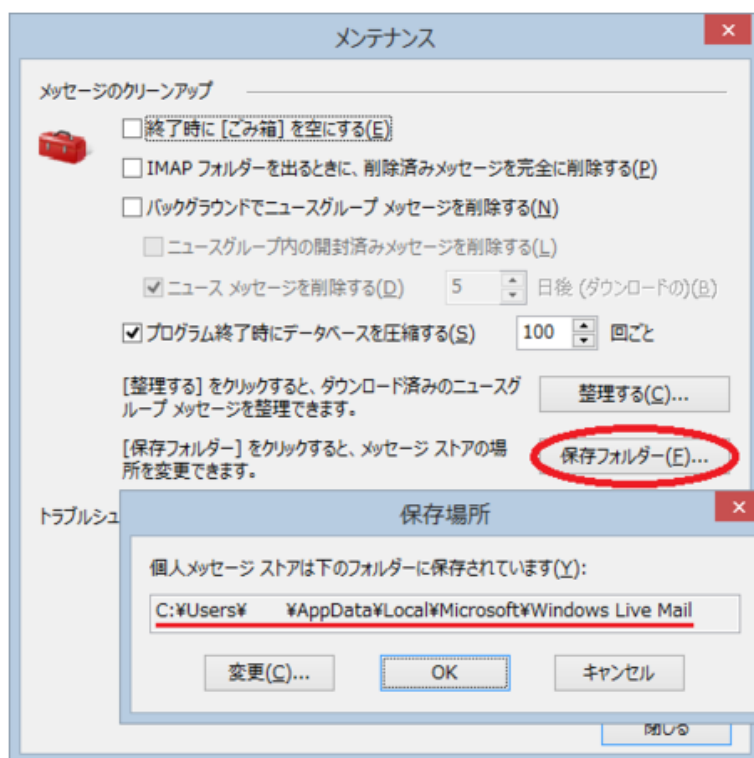 メンテナンス
メッセージのクリーンアップ
終了時に [ごみ箱] を空にする(E)
IMAP フォルダーを出るときに、削除済みメッセージを完全に削除する(P)
バックグラウンドでニュースグループ メッセージを削除する(N)
ニュースグループ内の開封済みメッセージを削除する(L)
ニュース メッセージを削除する(D) 5 日後 (ダウンロードの)(B)
プログラム終了時にデータベースを圧縮する(S) 100 回ごと
[整理する] をクリックすると、ダウンロード済みのニュースグ
ループ メッセージを整理できます。
整理する(C)...
[保存フォルダー] をクリックすると、メッセージ ストアの場
所を変更できます。
保存フォルダー(F)...
トラブルシュ
保存場所
個人メッセージ ストアは下のフォルダーに保存されています(Y):
C:¥Users¥ ¥AppData¥Local¥Microsoft¥Windows Live Mail
変更(C)... OK キャンセル
閉じる